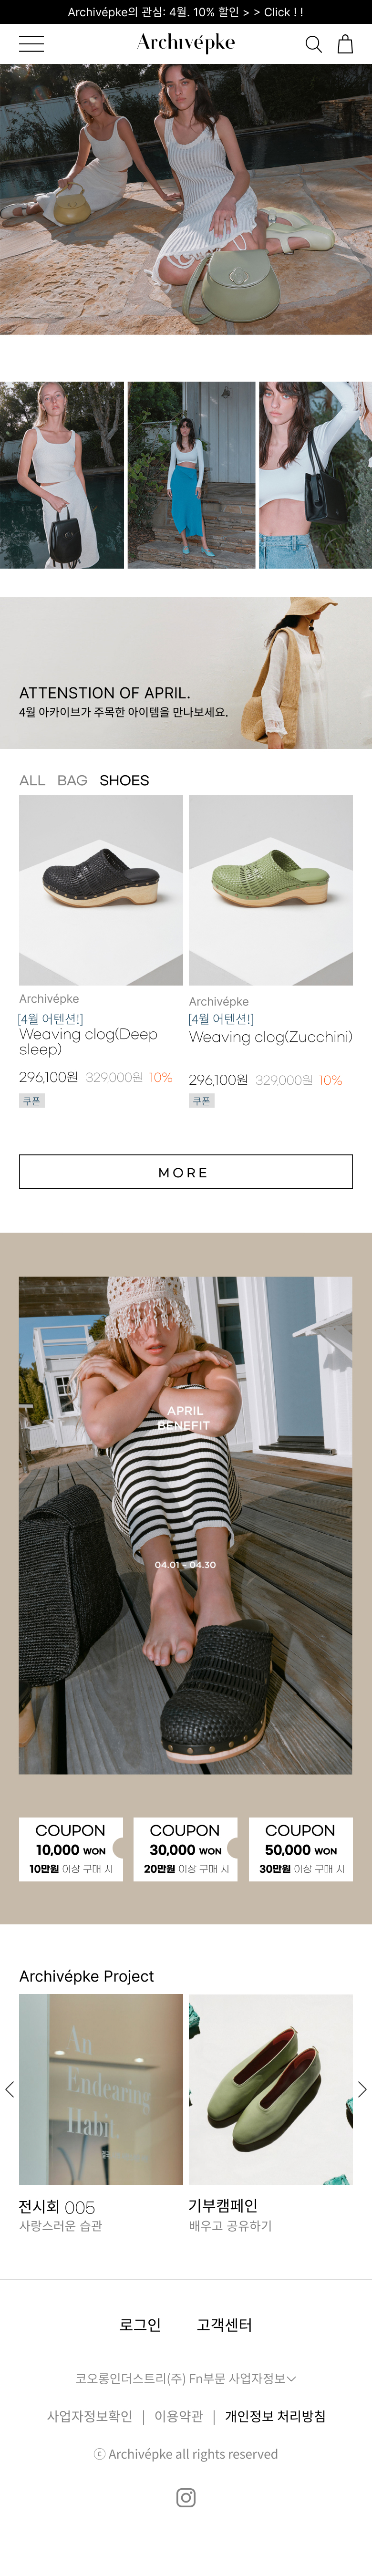 Archivépke의 관심: 4월. 10% 할인 > > Click ! !
Archivépke
ATTENSTION OF APRIL.
4월 아카이브가 주목한 아이템을 만나보세요.
ALL BAG SHOES
Archivépke
[4월 어텐션!]
Weaving clog(Deep
sleep)
296,100원 329,000원 10%
쿠폰
Archivépke
[4월 어텐션!]
Weaving clog(Zucchini)
296,100원 329,000원 10%
쿠폰
MORE
APRIL
BENEFIT
04.01 - 04.30
COUPON
10,000 WON
10만원 이상 구매 시
COUPON
30,000 WON
20만원 이상 구매 시
COUPON
50,000 WON
30만원 이상 구매 시
Archivépke Project
An
Endearing
Habit.
전시회 005
사랑스러운 습관
기부캠페인
배우고 공유하기
로그인 고객센터
코오롱인더스트리(주) Fn부문 사업자정보
사업자정보확인 | 이용약관 | 개인정보 처리방침
ⓒ Archivépke all rights reserved